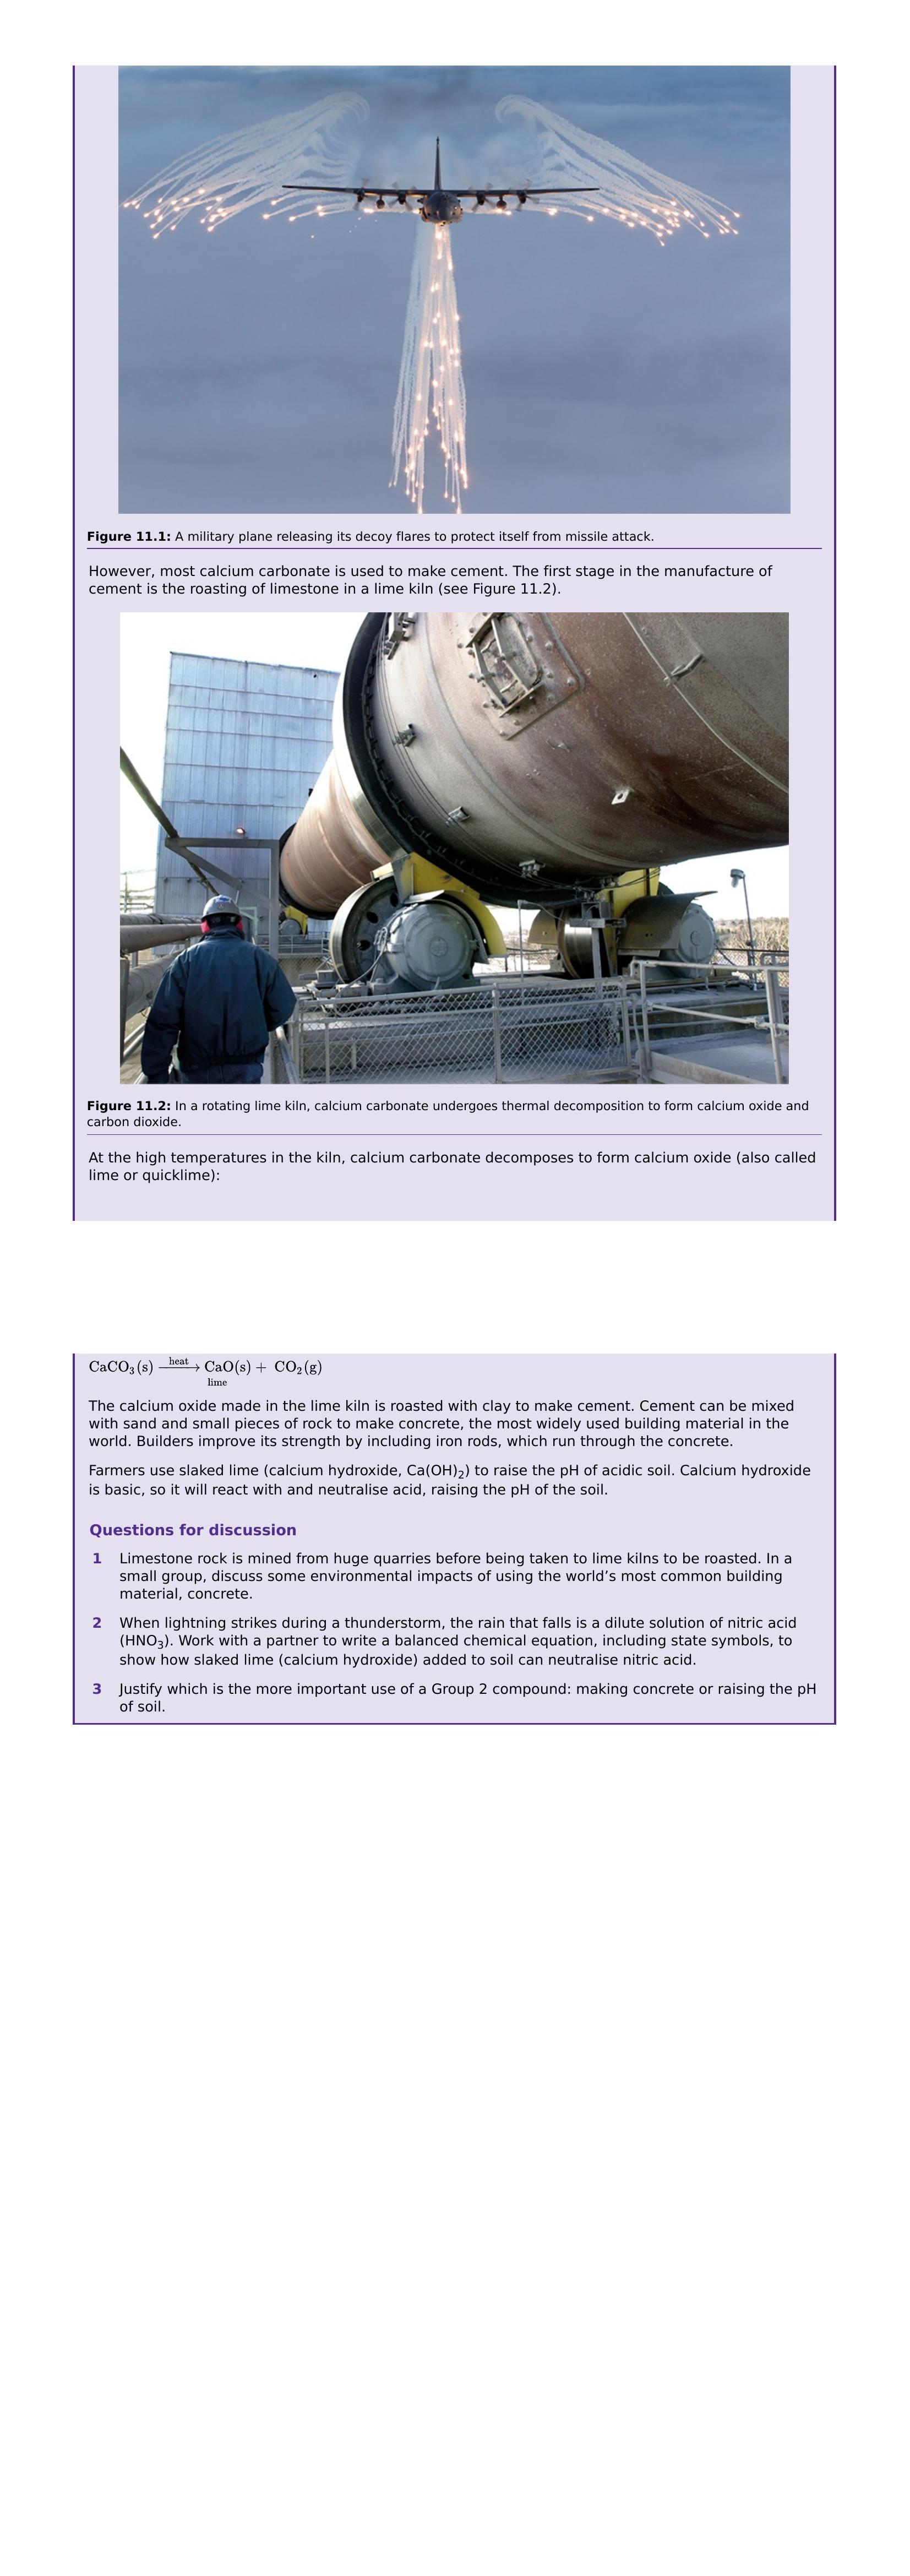 Figure 11.1: A military plane releasing its decoy flares to protect itself from missile attack.
However, most calcium carbonate is used to make cement. The first stage in the manufacture of
cement is the roasting of limestone in a lime kiln (see Figure 11.2).
Figure 11.2: In a rotating lime kiln, calcium carbonate undergoes thermal decomposition to form calcium oxide and
carbon dioxide.
At the high temperatures in the kiln, calcium carbonate decomposes to form calcium oxide (also called
lime or quicklime):
CaCO₃(s) —heat→ CaO(s) + CO₂(g)
lime
The calcium oxide made in the lime kiln is roasted with clay to make cement. Cement can be mixed
with sand and small pieces of rock to make concrete, the most widely used building material in the
world. Builders improve its strength by including iron rods, which run through the concrete.
Farmers use slaked lime (calcium hydroxide, Ca(OH)₂) to raise the pH of acidic soil. Calcium hydroxide
is basic, so it will react with and neutralise acid, raising the pH of the soil.
Questions for discussion
1 Limestone rock is mined from huge quarries before being taken to lime kilns to be roasted. In a
small group, discuss some environmental impacts of using the world’s most common building
material, concrete.
2 When lightning strikes during a thunderstorm, the rain that falls is a dilute solution of nitric acid
(HNO₃). Work with a partner to write a balanced chemical equation, including state symbols, to
show how slaked lime (calcium hydroxide) added to soil can neutralise nitric acid.
3 Justify which is the more important use of a Group 2 compound: making concrete or raising the pH
of soil.